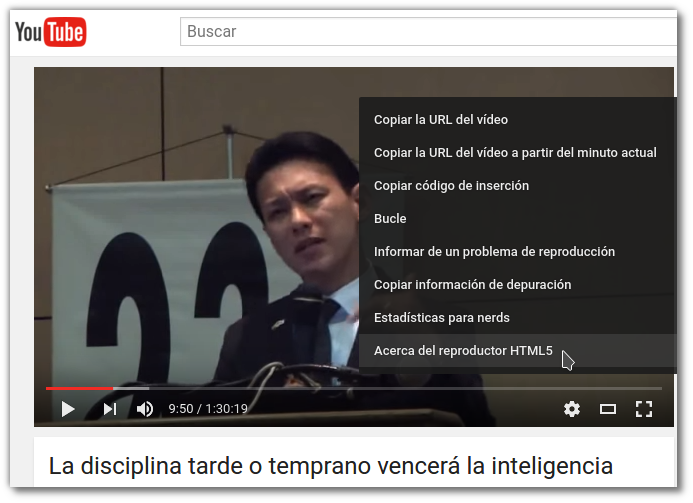 YouTube
Buscar
22
Copiar la URL del vídeo
Copiar la URL del vídeo a partir del minuto actual
Copiar código de inserción
Bucle
Informar de un problema de reproducción
Copiar información de depuración
Estadísticas para nerds
Acerca del reproductor HTML5
9:50 / 1:30:19
La disciplina tarde o temprano vencerá la inteligencia